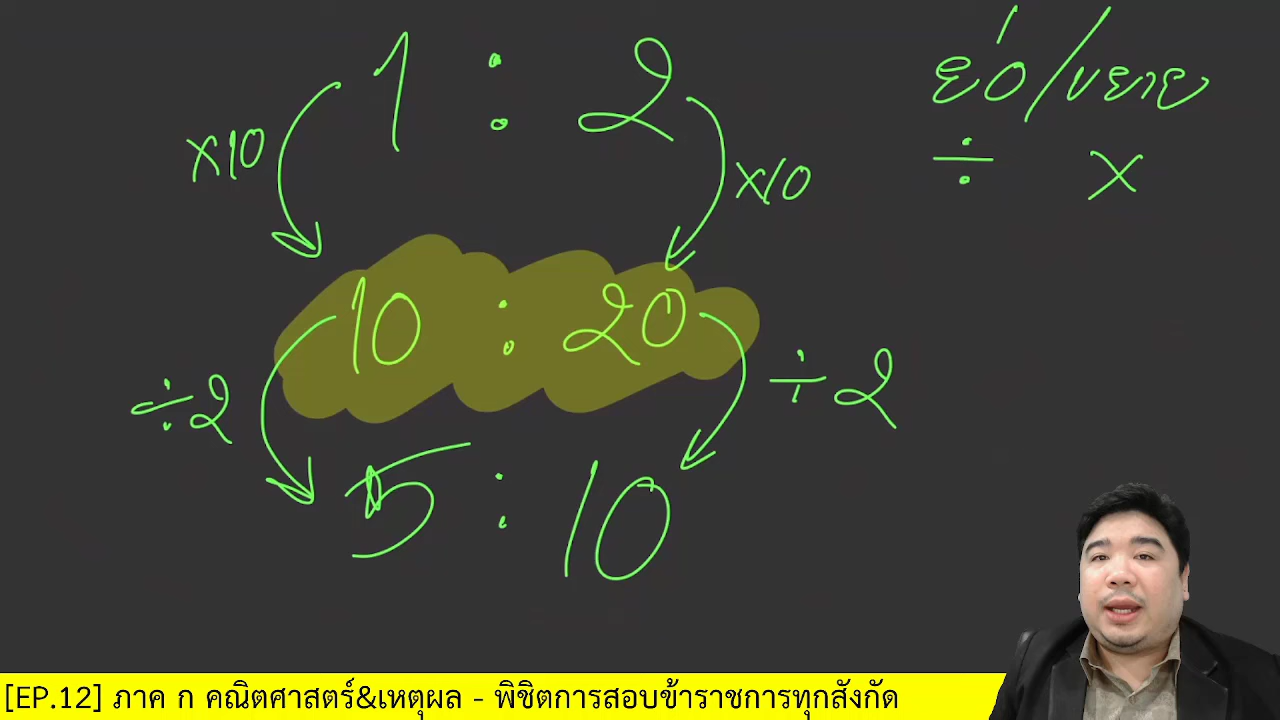 1 : 2
ย่อ/ขยาย
÷ ×
×10 ×10
10 : 20
÷2 ÷2
5 : 10
[EP.12] ภาค ก คณิตศาสตร์&เหตุผล - พิชิตการสอบข้าราชการทุกสังกัด